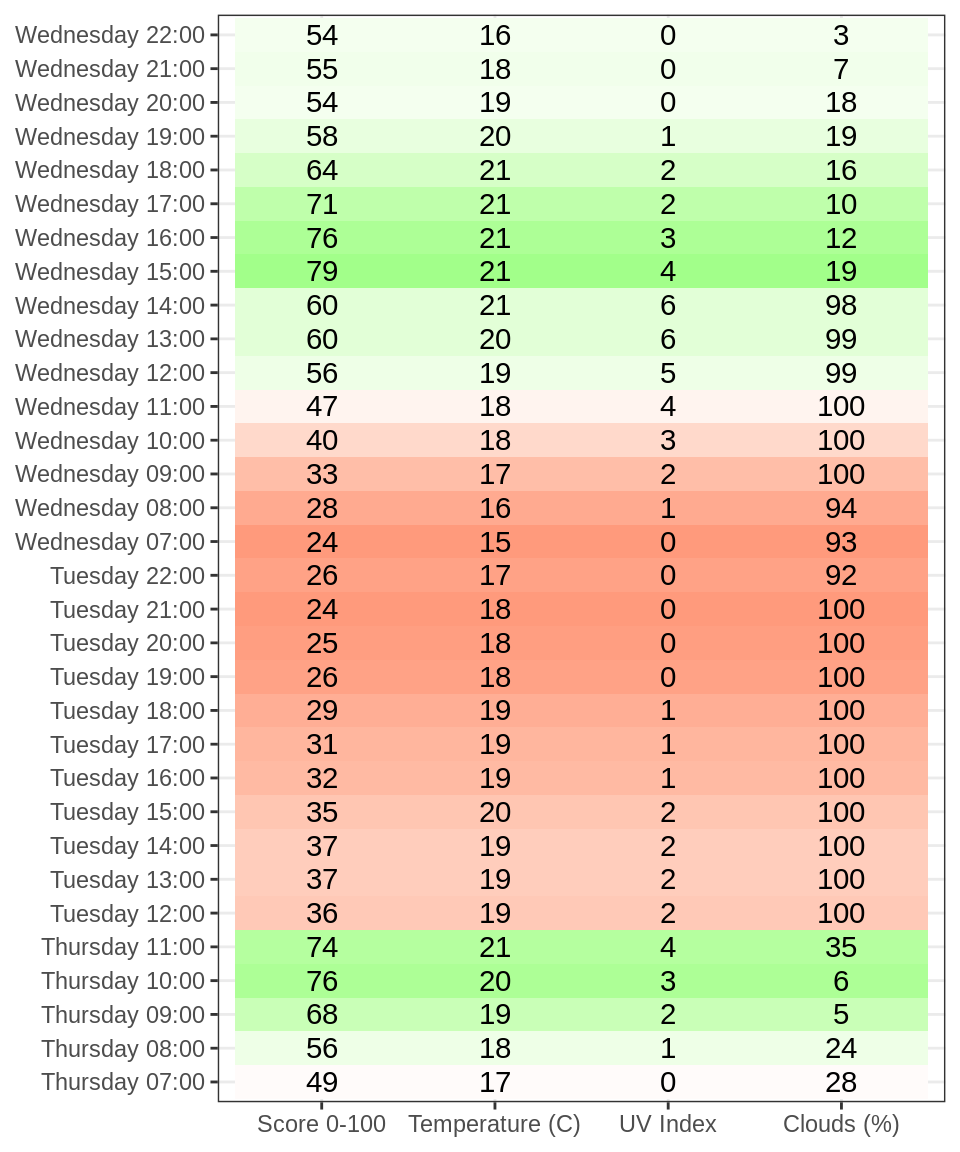 Wednesday 22:00 54 16 0 3
Wednesday 21:00 55 18 0 7
Wednesday 20:00 54 19 0 18
Wednesday 19:00 58 20 1 19
Wednesday 18:00 64 21 2 16
Wednesday 17:00 71 21 2 10
Wednesday 16:00 76 21 3 12
Wednesday 15:00 79 21 4 19
Wednesday 14:00 60 21 6 98
Wednesday 13:00 60 20 6 99
Wednesday 12:00 56 19 5 99
Wednesday 11:00 47 18 4 100
Wednesday 10:00 40 18 3 100
Wednesday 09:00 33 17 2 100
Wednesday 08:00 28 16 1 94
Wednesday 07:00 24 15 0 93
Tuesday 22:00 26 17 0 92
Tuesday 21:00 24 18 0 100
Tuesday 20:00 25 18 0 100
Tuesday 19:00 26 18 0 100
Tuesday 18:00 29 19 1 100
Tuesday 17:00 31 19 1 100
Tuesday 16:00 32 19 1 100
Tuesday 15:00 35 20 2 100
Tuesday 14:00 37 19 2 100
Tuesday 13:00 37 19 2 100
Tuesday 12:00 36 19 2 100
Thursday 11:00 74 21 4 35
Thursday 10:00 76 20 3 6
Thursday 09:00 68 19 2 5
Thursday 08:00 56 18 1 24
Thursday 07:00 49 17 0 28
Score 0-100 Temperature (C) UV Index Clouds (%)